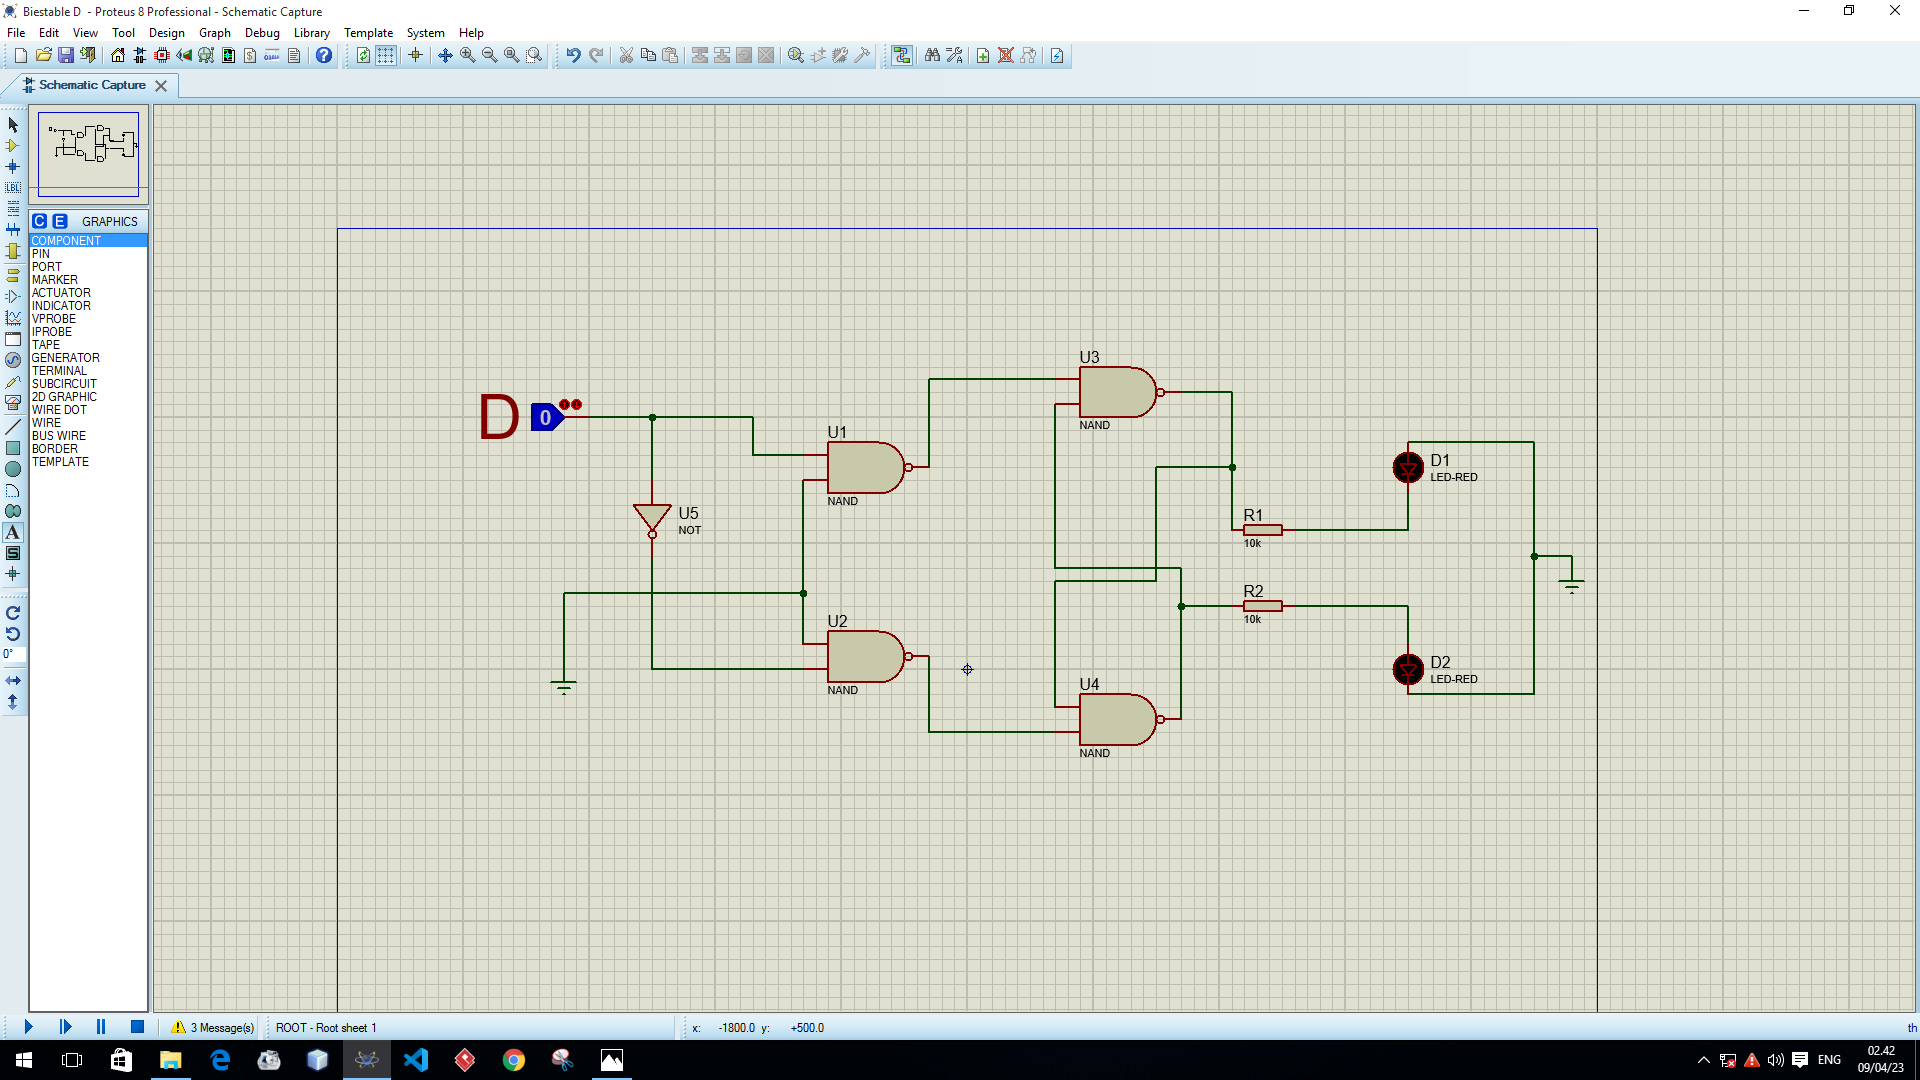 Biestable D - Proteus 8 Professional - Schematic Capture
File Edit View Tool Design Graph Debug Library Template System Help
Schematic Capture
C E GRAPHICS
COMPONENT
PIN
PORT
MARKER
ACTUATOR
INDICATOR
VPROBE
IPROBE
TAPE
GENERATOR
TERMINAL
SUBCIRCUIT
2D GRAPHIC
WIRE DOT
WIRE
BUS WIRE
BORDER
TEMPLATE
LBL
A
S
0°
D 0
U1
NAND
U5
NOT
U2
NAND
U3
NAND
U4
NAND
R1
10k
R2
10k
D1
LED-RED
D2
LED-RED
3 Message(s) ROOT - Root sheet 1 x: -1800.0 y: +500.0 th
ENG
02.42
09/04/23